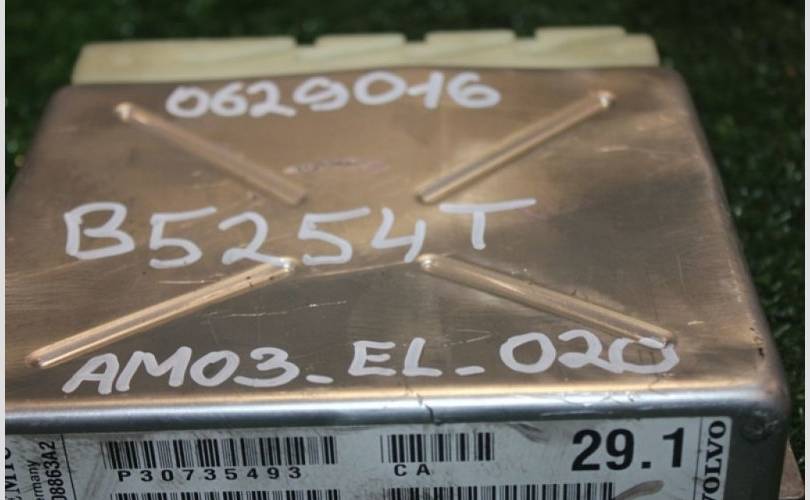 0629016
B5254T
AM03_EL_020
29.1
P30735493
CA
VOLVO